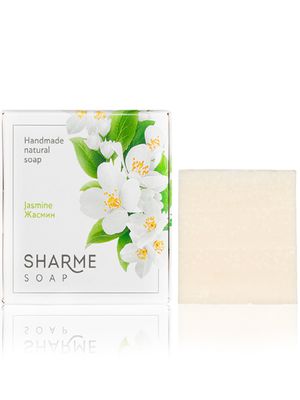 Handmade
natural
soap
Jasmine
Жасмин
SHARME
SOAP